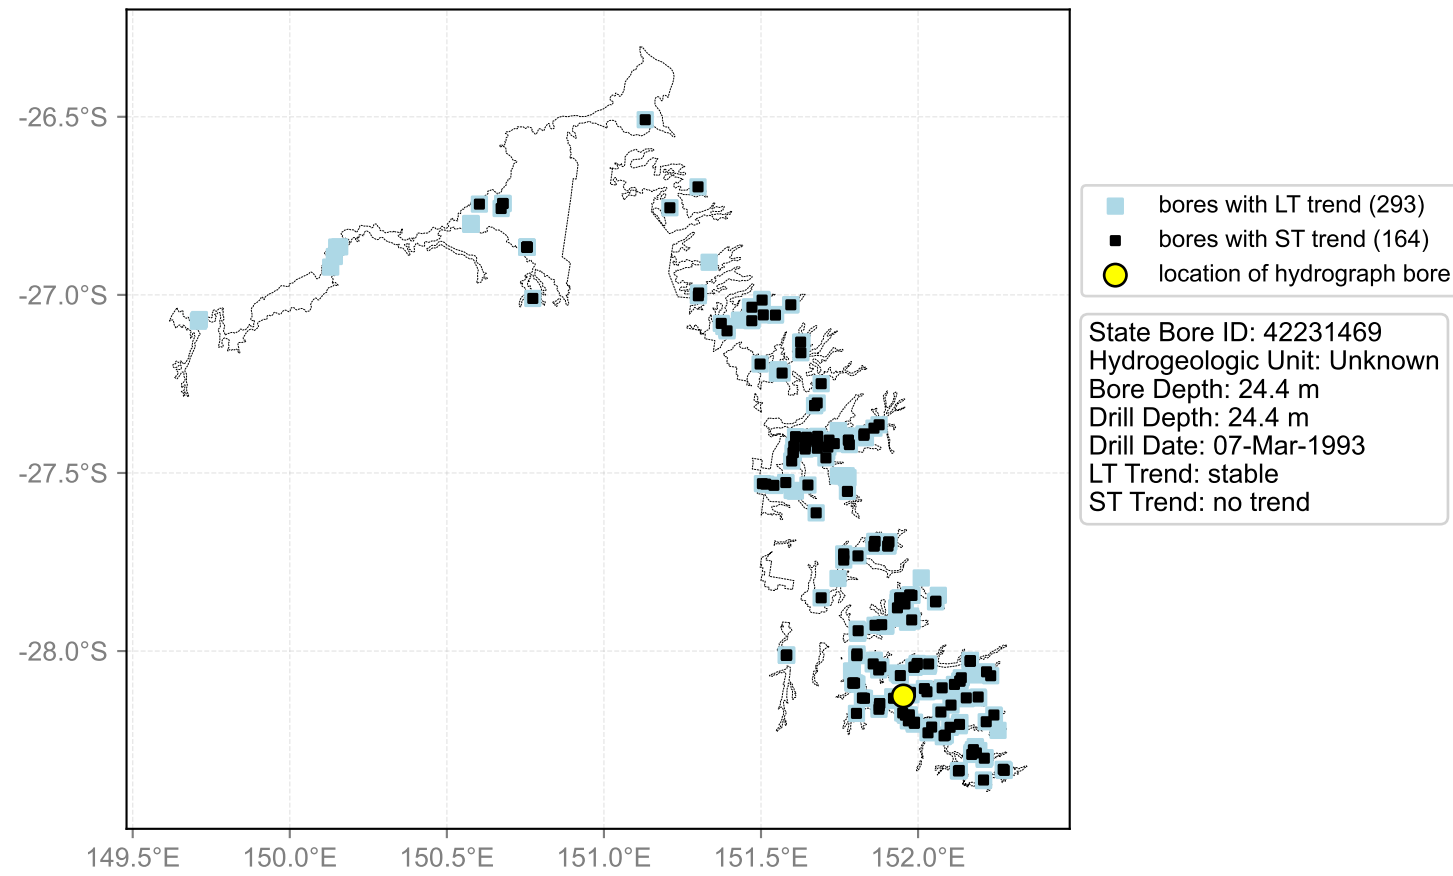 -26.5°S
-27.0°S
-27.5°S
-28.0°S
149.5°E 150.0°E 150.5°E 151.0°E 151.5°E 152.0°E
bores with LT trend (293)
bores with ST trend (164)
location of hydrograph bore
State Bore ID: 42231469
Hydrogeologic Unit: Unknown
Bore Depth: 24.4 m
Drill Depth: 24.4 m
Drill Date: 07-Mar-1993
LT Trend: stable
ST Trend: no trend